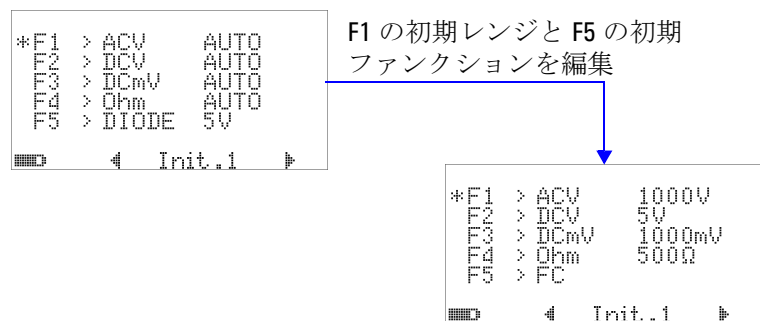 *F1 > ACV AUTO
F2 > DCV AUTO
F3 > DCmV AUTO
F4 > Ohm AUTO
F5 > DIODE 5V
Init.1
F1 の初期レンジと F5 の初期
ファンクションを編集
*F1 > ACV 1000V
F2 > DCV 5V
F3 > DCmV 1000mV
F4 > Ohm 500Ω
F5 > FC
Init.1